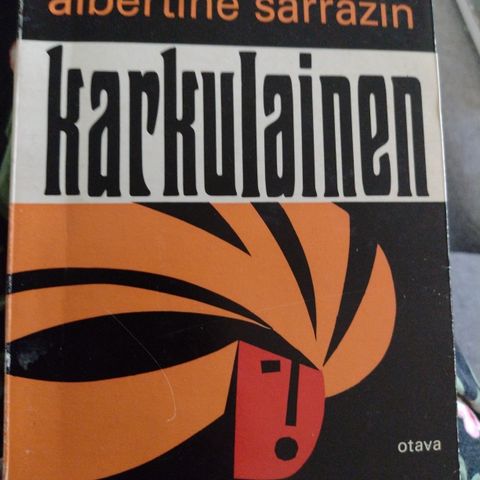 albertine sarrazin
karkulainen
otava